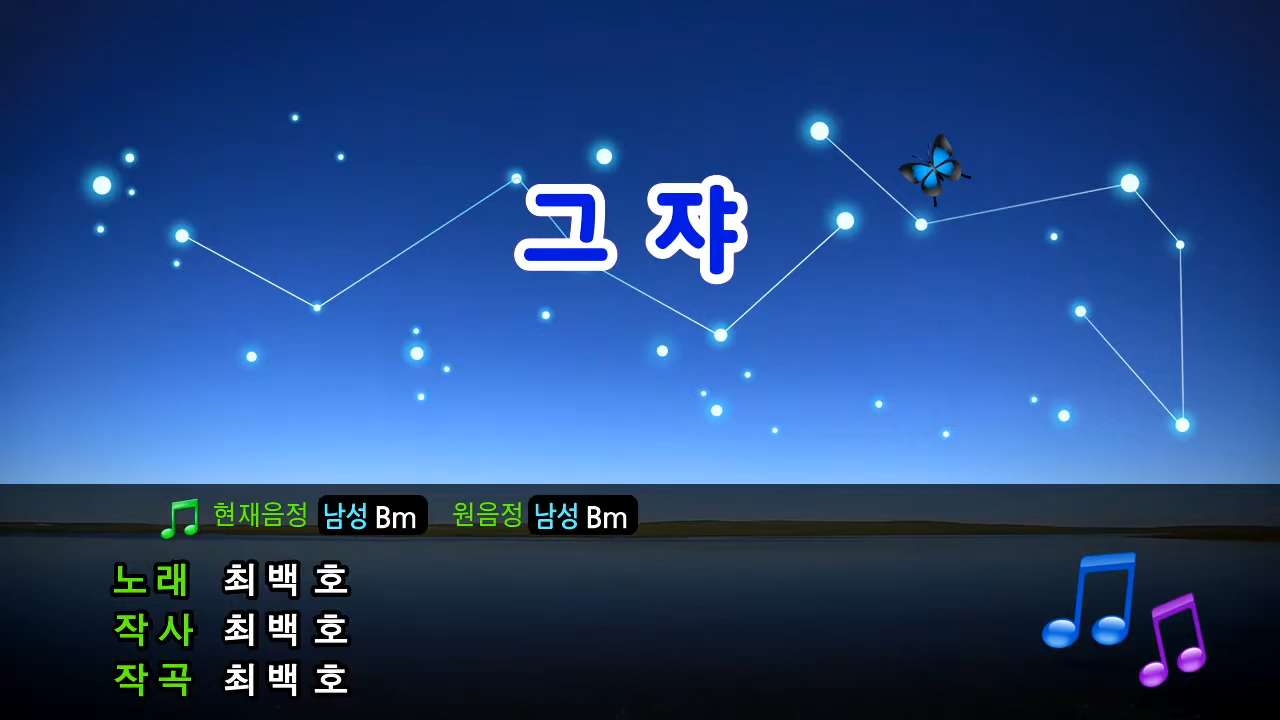 그 쟈
현재음정 남성 Bm 원음정 남성 Bm
노 래 최 백 호
작 사 최 백 호
작 곡 최 백 호